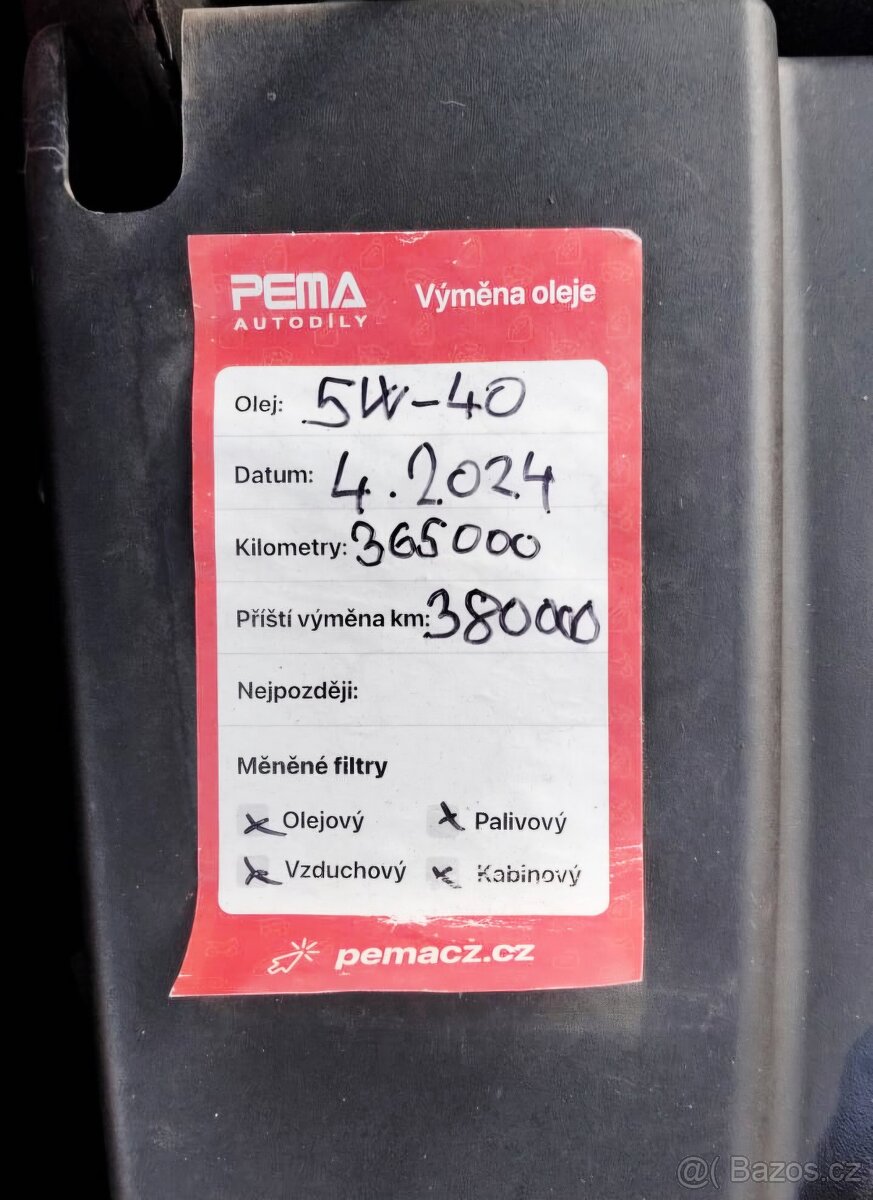 PEMA
AUTODÍLY
Výměna oleje
Olej: 5W-40
Datum: 4.2024
Kilometry: 365000
Příští výměna km: 380000
Nejpozději:
Měněné filtry
Olejový
Palivový
Vzduchový
Kabinový
pemacz.cz
@( Bazos.cz